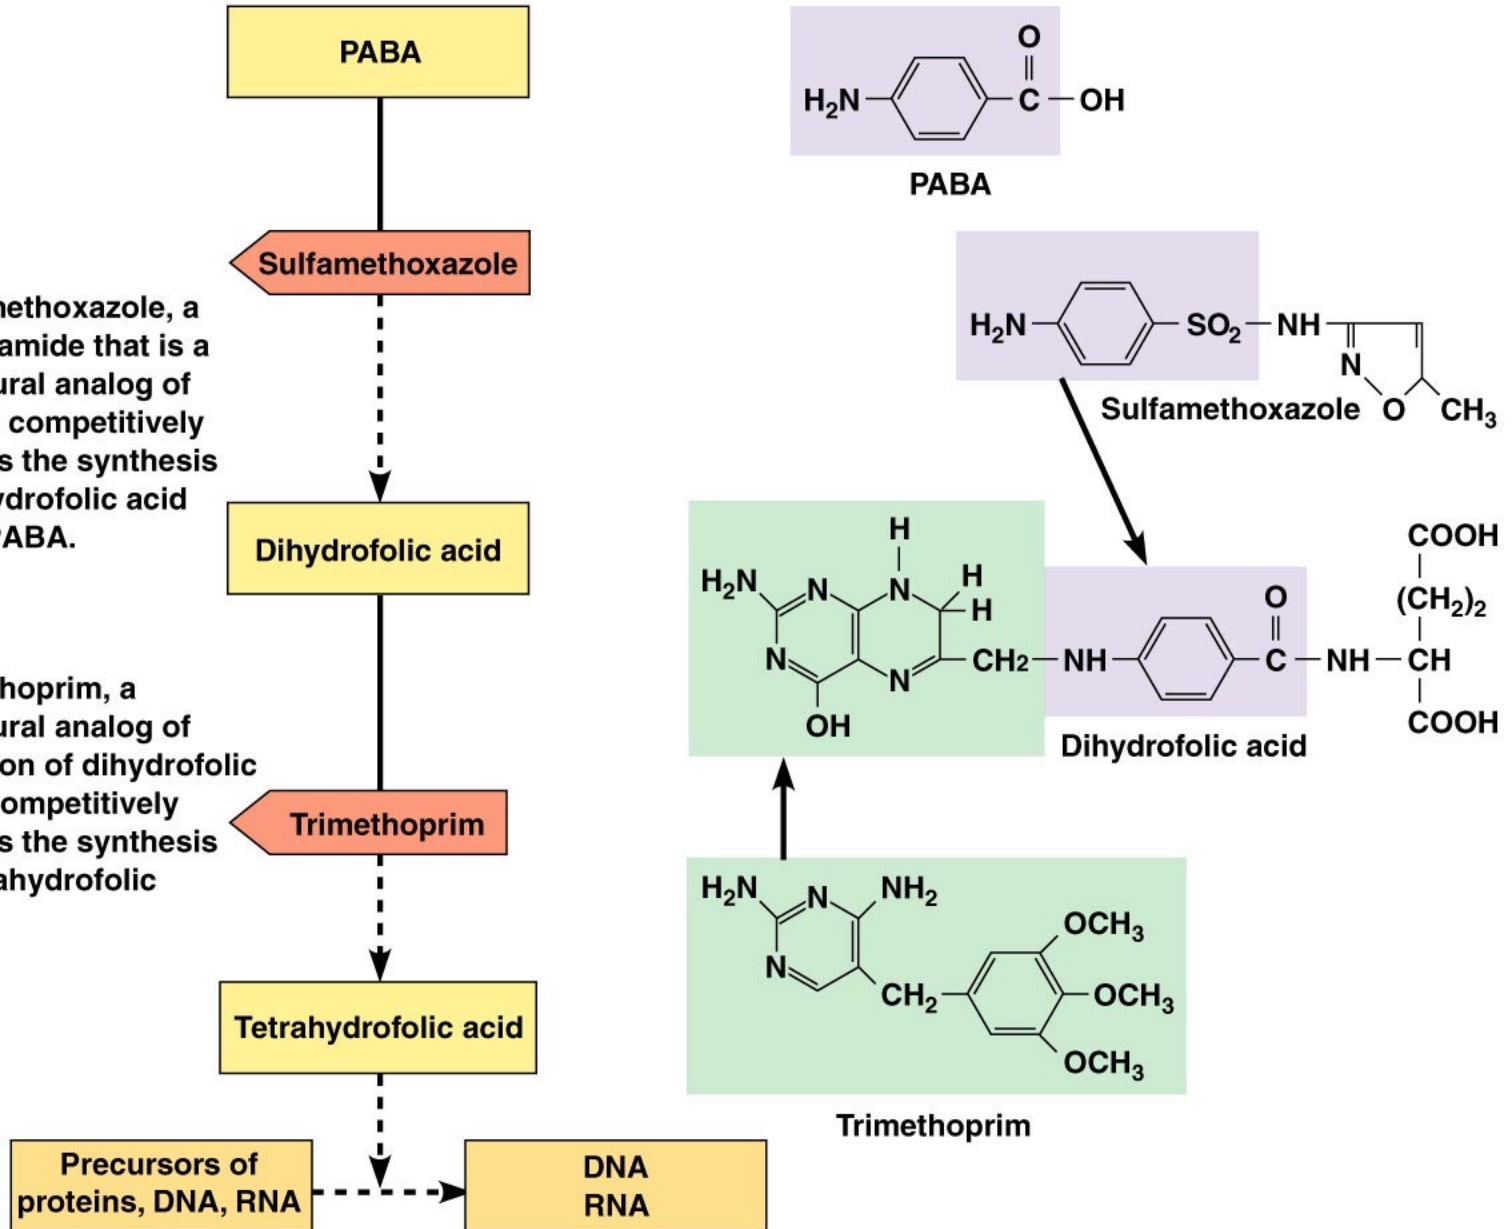 PABA
Sulfamethoxazole
nethoxazole, a
amide that is a
ural analog of
competitively
s the synthesis
ydrofolic acid
PABA.
Dihydrofolic acid
hoprim, a
ural analog of
on of dihydrofolic
ompetitively
s the synthesis
ahydrofolic
Trimethoprim
Tetrahydrofolic acid
Precursors of
proteins, DNA, RNA
DNA
RNA
O
H₂N C OH
PABA
H₂N SO₂ NH
N
O CH₃
Sulfamethoxazole
H
H₂N N N H
H
N N CH₂ NH
OH
O
C NH CH
COOH
(CH₂)₂
COOH
Dihydrofolic acid
H₂N N NH₂
N
CH₂
OCH₃
OCH₃
OCH₃
Trimethoprim